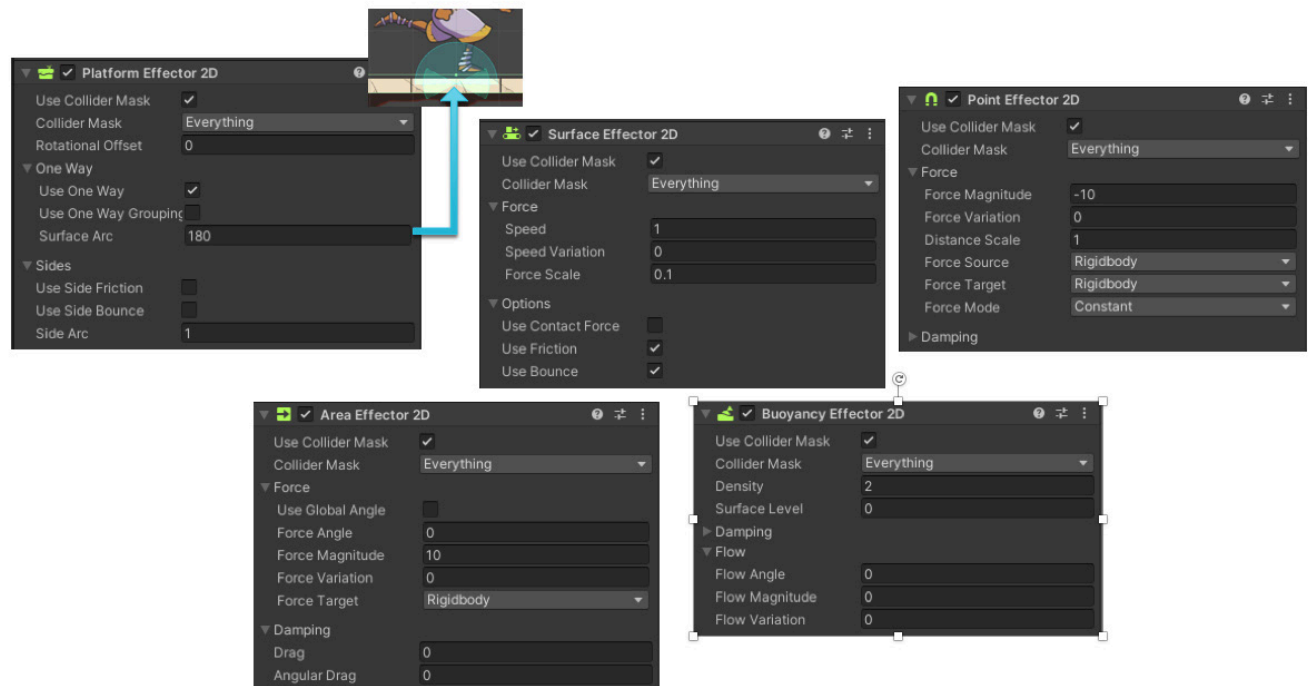 Platform Effector 2D
Use Collider Mask
Collider Mask Everything
Rotational Offset 0
One Way
Use One Way
Use One Way Grouping
Surface Arc 180
Sides
Use Side Friction
Use Side Bounce
Side Arc 1
Surface Effector 2D
Use Collider Mask
Collider Mask Everything
Force
Speed 1
Speed Variation 0
Force Scale 0.1
Options
Use Contact Force
Use Friction
Use Bounce
Point Effector 2D
Use Collider Mask
Collider Mask Everything
Force
Force Magnitude -10
Force Variation 0
Distance Scale 1
Force Source Rigidbody
Force Target Rigidbody
Force Mode Constant
Damping
Area Effector 2D
Use Collider Mask
Collider Mask Everything
Force
Use Global Angle
Force Angle 0
Force Magnitude 10
Force Variation 0
Force Target Rigidbody
Damping
Drag 0
Angular Drag 0
Buoyancy Effector 2D
Use Collider Mask
Collider Mask Everything
Density 2
Surface Level 0
Damping
Flow
Flow Angle 0
Flow Magnitude 0
Flow Variation 0